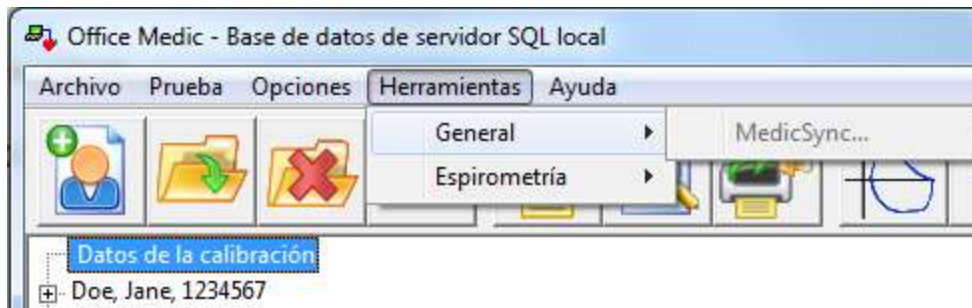 Office Medic - Base de datos de servidor SQL local
Archivo Prueba Opciones Herramientas Ayuda
General MedicSync...
Espirometría
Datos de la calibración
Doe, Jane, 1234567